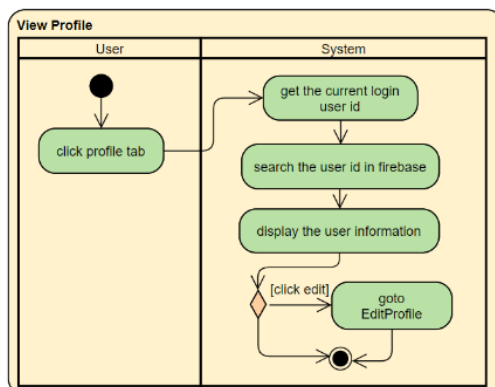 View Profile
User
System
click profile tab
get the current login
user id
search the user id in firebase
display the user information
[click edit]
goto
EditProfile